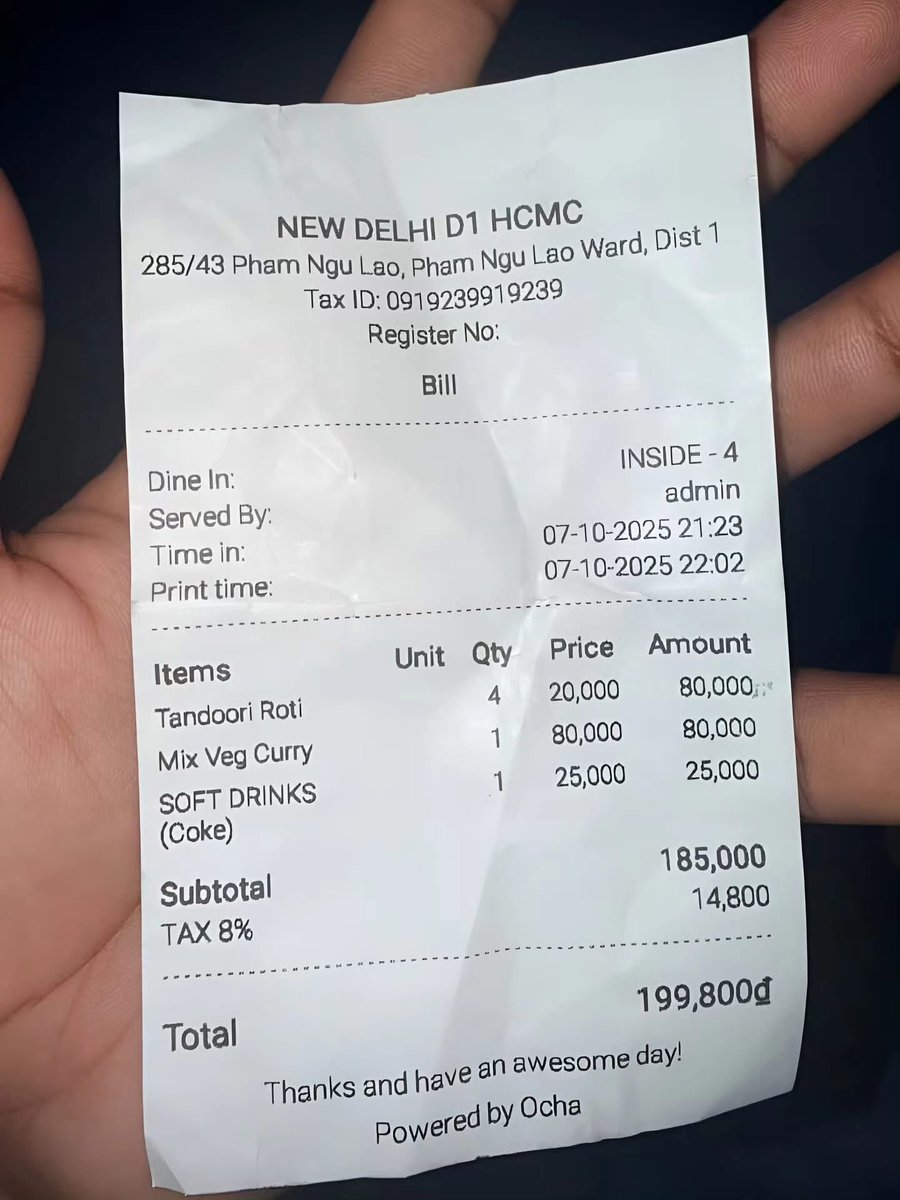 NEW DELHI D1 HCMC
285/43 Pham Ngu Lao, Pham Ngu Lao Ward, Dist 1
Tax ID: 0919239919239
Register No:
Bill
Dine In: INSIDE - 4
Served By: admin
Time in: 07-10-2025 21:23
Print time: 07-10-2025 22:02
Items Unit Qty Price Amount
Tandoori Roti 4 20,000 80,000
Mix Veg Curry 1 80,000 80,000
SOFT DRINKS 1 25,000 25,000
(Coke)
Subtotal 185,000
TAX 8% 14,800
Total 199,800₫
Thanks and have an awesome day!
Powered by Ocha